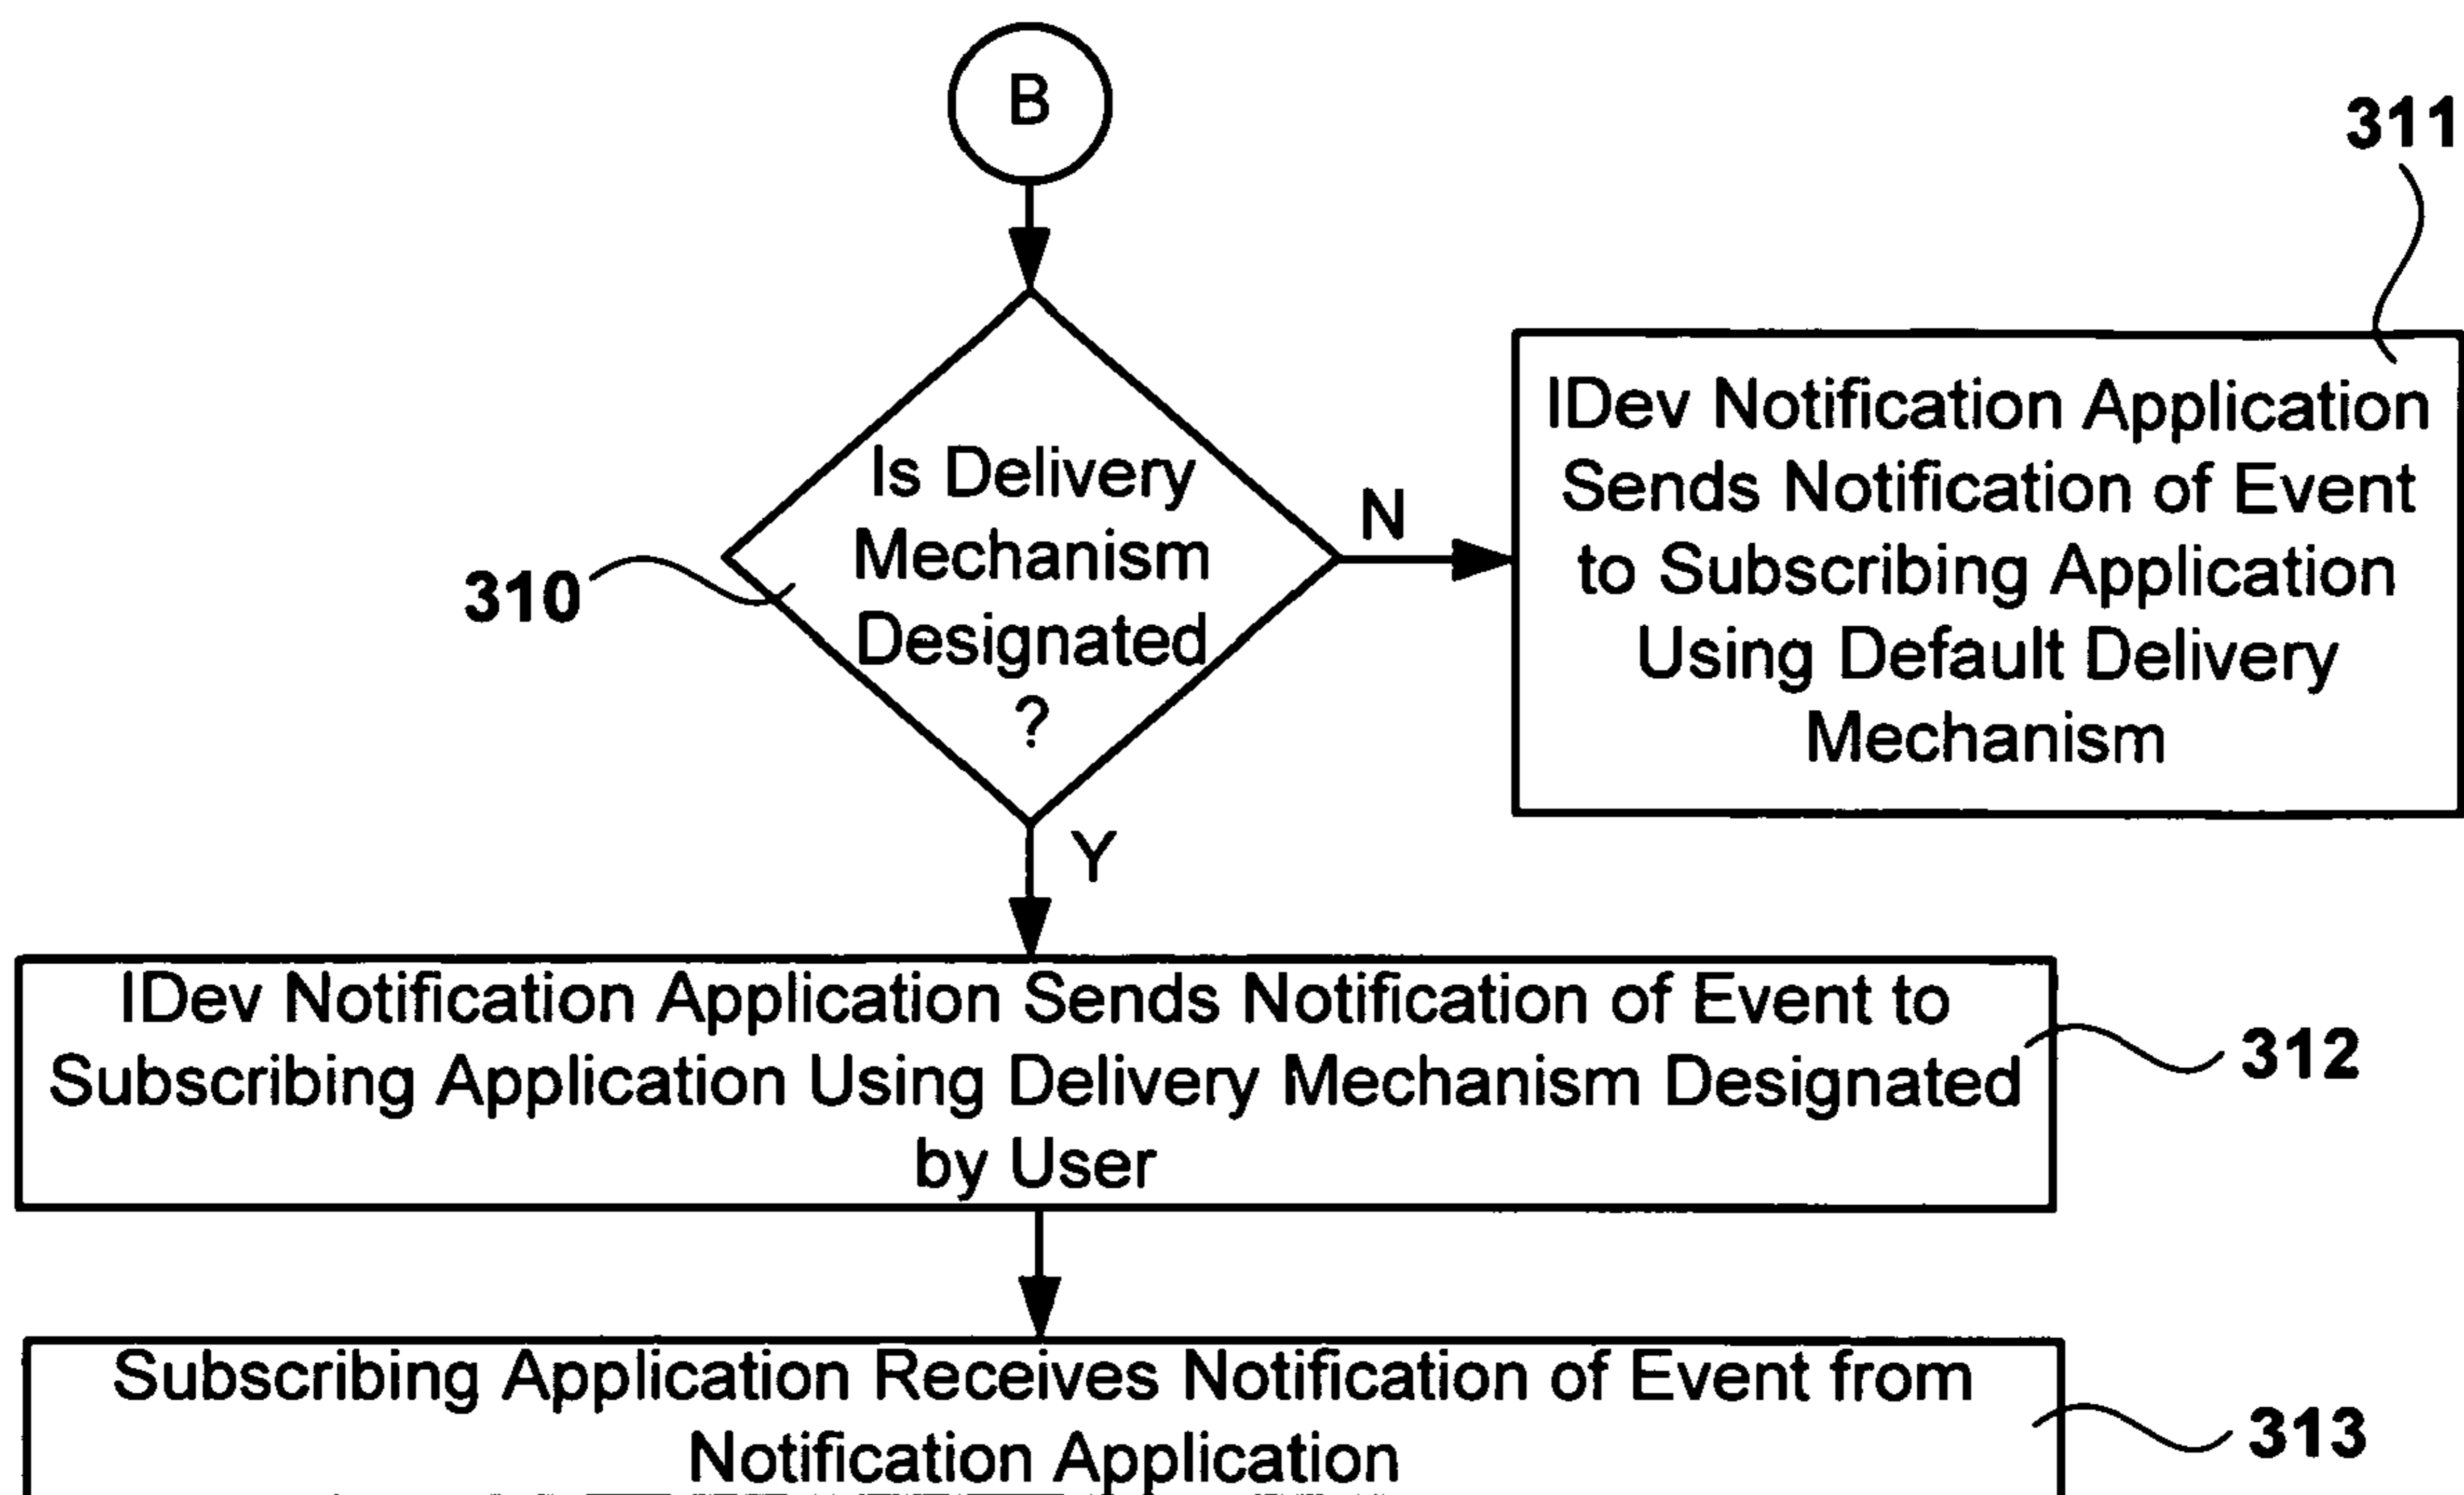 B
311
Is Delivery
Mechanism
Designated
?
310
N
IDev Notification Application
Sends Notification of Event
to Subscribing Application
Using Default Delivery
Mechanism
Y
IDev Notification Application Sends Notification of Event to
Subscribing Application Using Delivery Mechanism Designated
by User
312
Subscribing Application Receives Notification of Event from
Notification Application
313